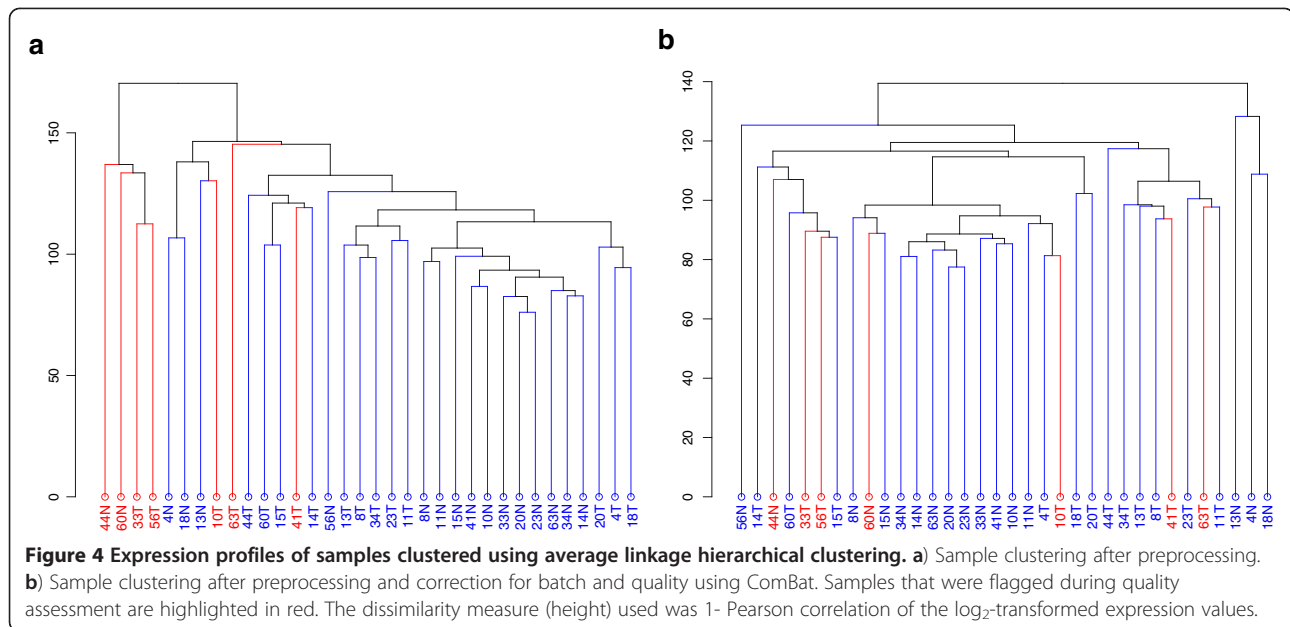 a
150
100
50
0
44N 60N 33T 56T 4N 18N 13N 10T 63T 44T 60T 15T 41T 14T 56N 13T 8T 34T 23T 11T 8N 11N 15N 41N 10N 33N 20N 23N 63N 34N 14N 20T 4T 18T
b
140
120
100
80
60
40
20
0
56N 14T 44N 60T 33T 56T 15T 8N 60N 15N 34N 14N 63N 20N 23N 33N 41N 10N 11N 4T 10T 18T 20T 44T 34T 13T 8T 41T 23T 63T 11T 13N 4N 18N
Figure 4 Expression profiles of samples clustered using average linkage hierarchical clustering. a) Sample clustering after preprocessing.
b) Sample clustering after preprocessing and correction for batch and quality using ComBat. Samples that were flagged during quality
assessment are highlighted in red. The dissimilarity measure (height) used was 1- Pearson correlation of the log₂-transformed expression values.